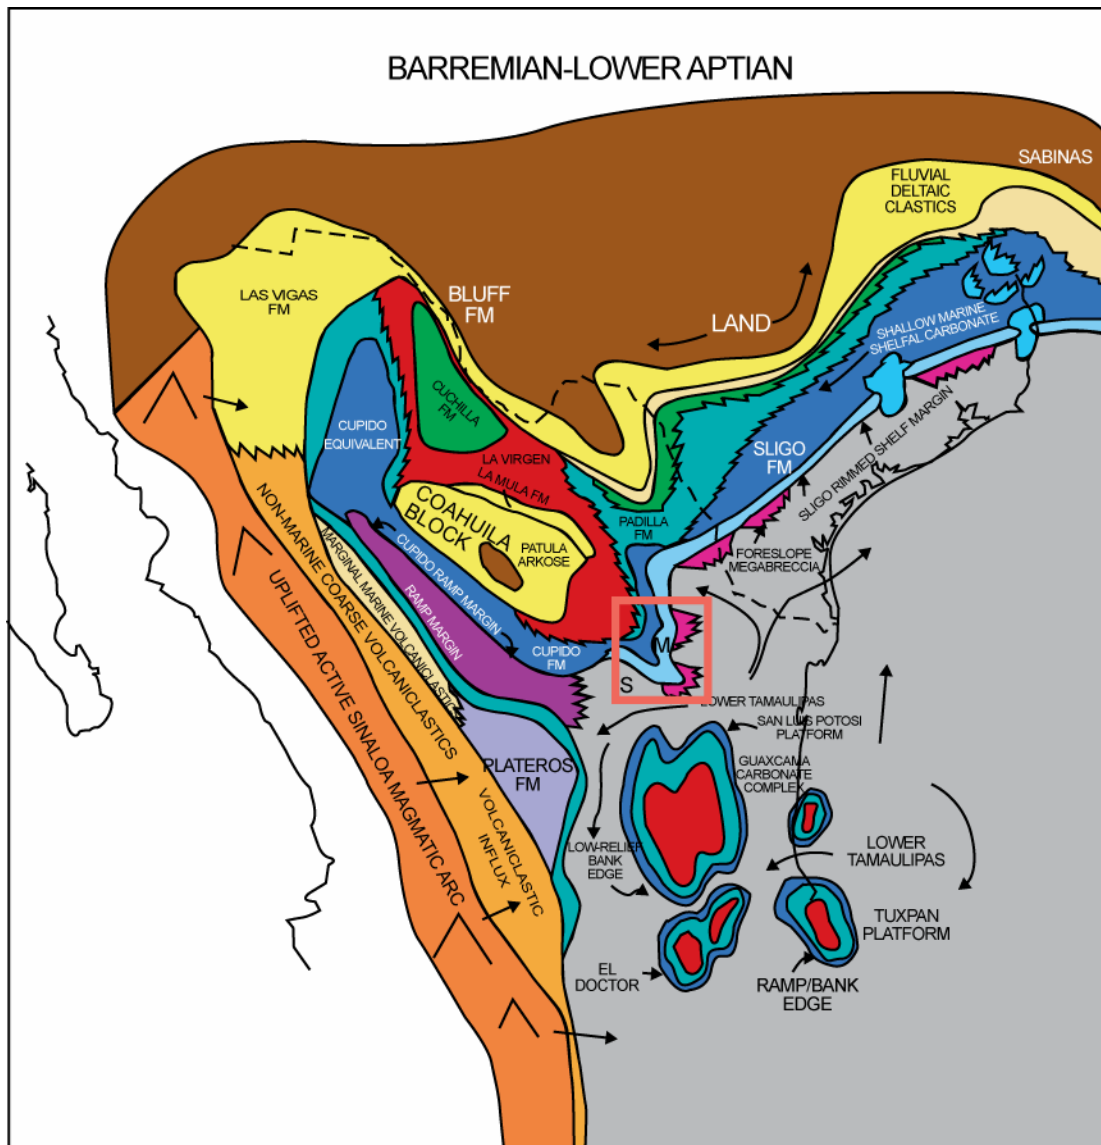 BARREMIAN-LOWER APTIAN
SABINAS
FLUVIAL
DELTAIC
CLASTICS
LAS VIGAS
FM
BLUFF
FM
LAND
SHALLOW MARINE
SHELFAL CARBONATE
CUCHILLA
FM
CUPIDO
EQUIVALENT
LA VIRGEN
LA MULA FM
SLIGO
FM
SLIGO RIMMED SHELF MARGIN
COAHUILA
BLOCK
PATULA
ARKOSE
PADILLA
FM
FORESLOPE
MEGABRECCIA
NON-MARINE COARSE VOLCANICLASTICS
MARGINAL MARINE VOLCANICLASTICS
CUPIDO RAMP MARGIN
RAMP MARGIN
UPLIFTED ACTIVE SINALOA MAGMATIC ARC
CUPIDO
FM
M
S
LOWER TAMAULIPAS
SAN LUIS POTOSI
PLATFORM
GUAXCAMA
CARBONATE
COMPLEX
PLATEROS
FM
VOLCANICLASTIC
INFLUX
LOW-RELIEF
BANK
EDGE
LOWER
TAMAULIPAS
TUXPAN
PLATFORM
EL
DOCTOR
RAMP/BANK
EDGE